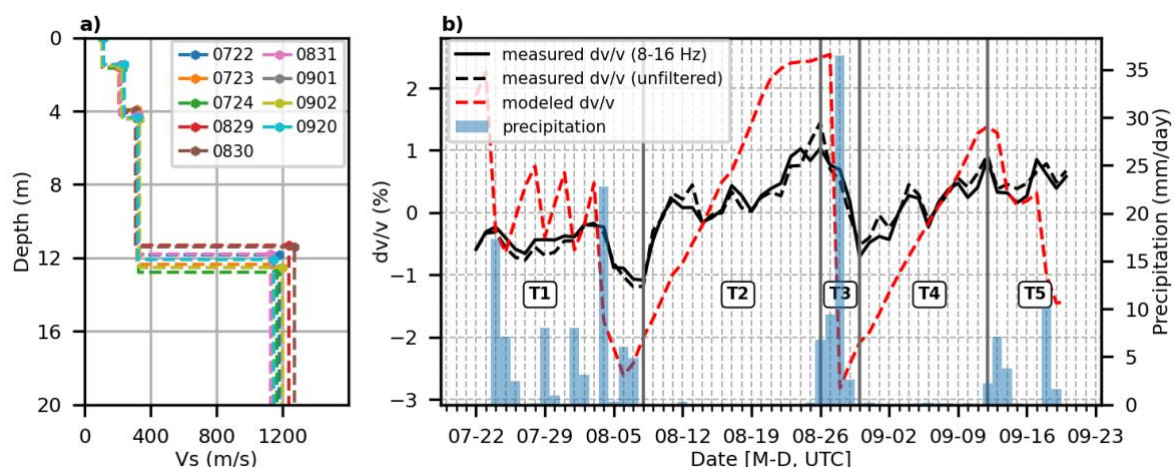 a)
0
4
8
12
16
20
Depth (m)
0722
0723
0724
0829
0830
0831
0901
0902
0920
0
400
800
1200
Vs (m/s)
b)
measured dv/v (8-16 Hz)
measured dv/v (unfiltered)
modeled dv/v
precipitation
2
1
0
−1
−2
−3
dv/v (%)
T1
T2
T3
T4
T5
35
30
25
20
15
10
5
0
Precipitation (mm/day)
07-22
07-29
08-05
08-12
08-19
08-26
09-02
09-09
09-16
09-23
Date [M-D, UTC]